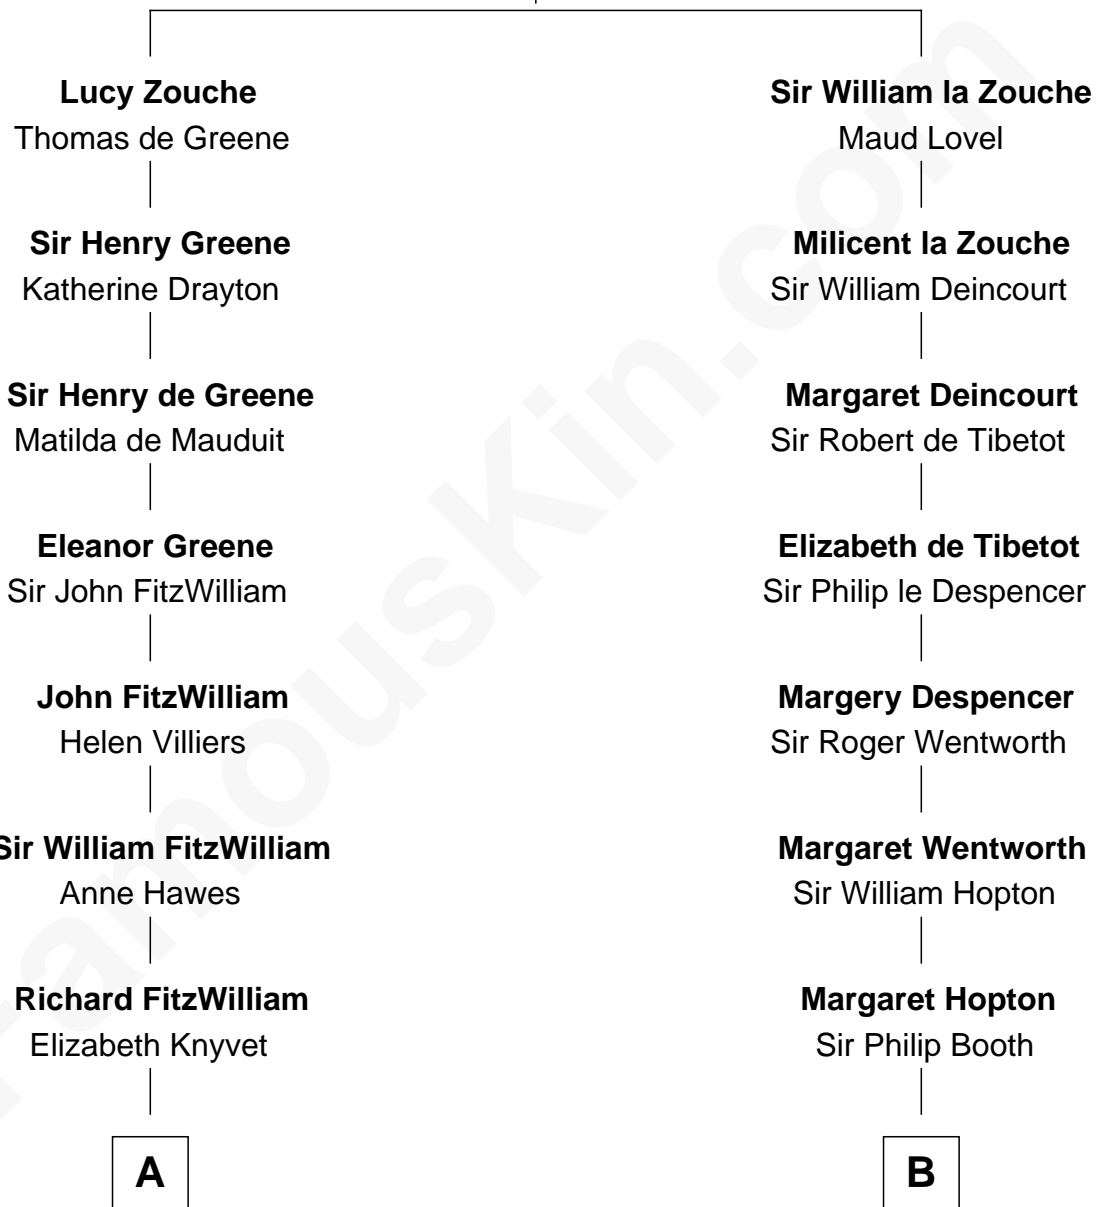 Lucy Zouche
Thomas de Greene
Sir Henry Greene
Katherine Drayton
Sir Henry de Greene
Matilda de Mauduit
Eleanor Greene
Sir John FitzWilliam
John FitzWilliam
Helen Villiers
Sir William FitzWilliam
Anne Hawes
Richard FitzWilliam
Elizabeth Knyvet
A
Sir William la Zouche
Maud Lovel
Milicent la Zouche
Sir William Deincourt
Margaret Deincourt
Sir Robert de Tibetot
Elizabeth de Tibetot
Sir Philip le Despencer
Margery Despencer
Sir Roger Wentworth
Margaret Wentworth
Sir William Hopton
Margaret Hopton
Sir Philip Booth
B
FamousKin.com